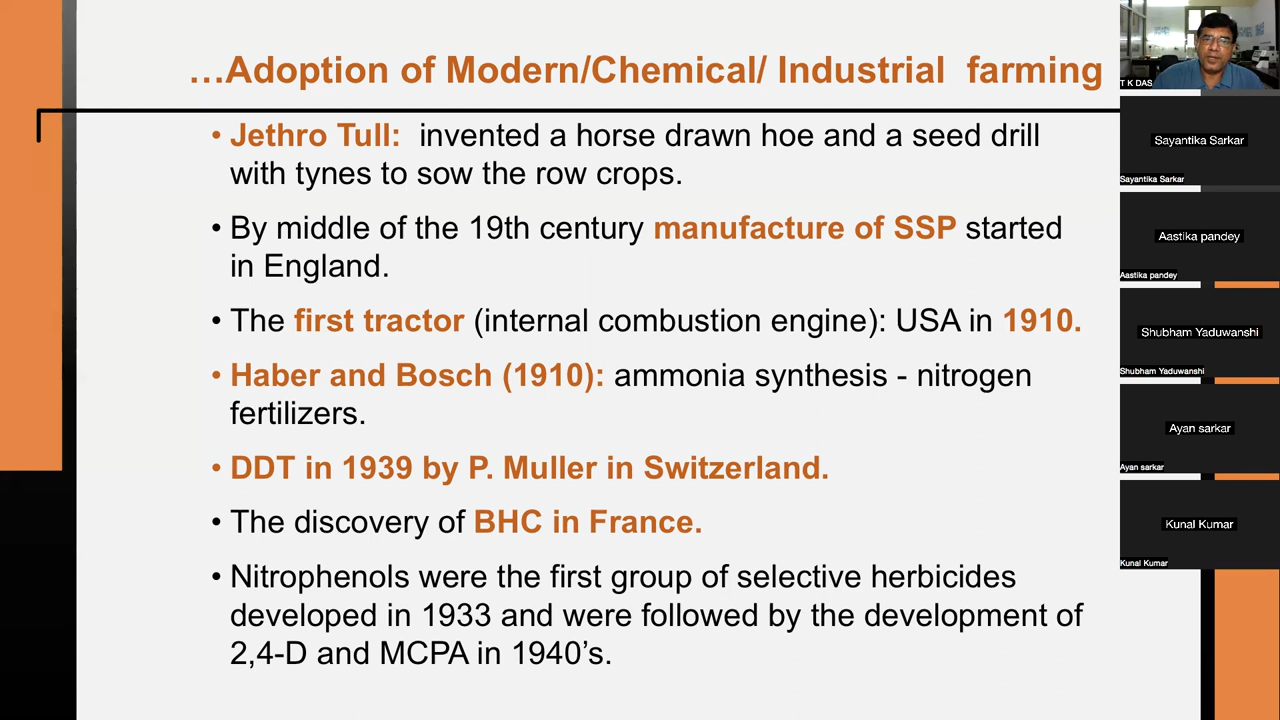 …Adoption of Modern/Chemical/ Industrial  farming
• Jethro Tull:  invented a horse drawn hoe and a seed drill
with tynes to sow the row crops.
• By middle of the 19th century manufacture of SSP started
in England.
• The first tractor (internal combustion engine): USA in 1910.
• Haber and Bosch (1910): ammonia synthesis - nitrogen
fertilizers.
• DDT in 1939 by P. Muller in Switzerland.
• The discovery of BHC in France.
• Nitrophenols were the first group of selective herbicides
developed in 1933 and were followed by the development of
2,4-D and MCPA in 1940’s.
T K DAS
Sayantika Sarkar
Sayantika Sarkar
Aastika pandey
Aastika pandey
Shubham Yaduwanshi
Shubham Yaduwanshi
Ayan sarkar
Ayan sarkar
Kunal Kumar
Kunal Kumar